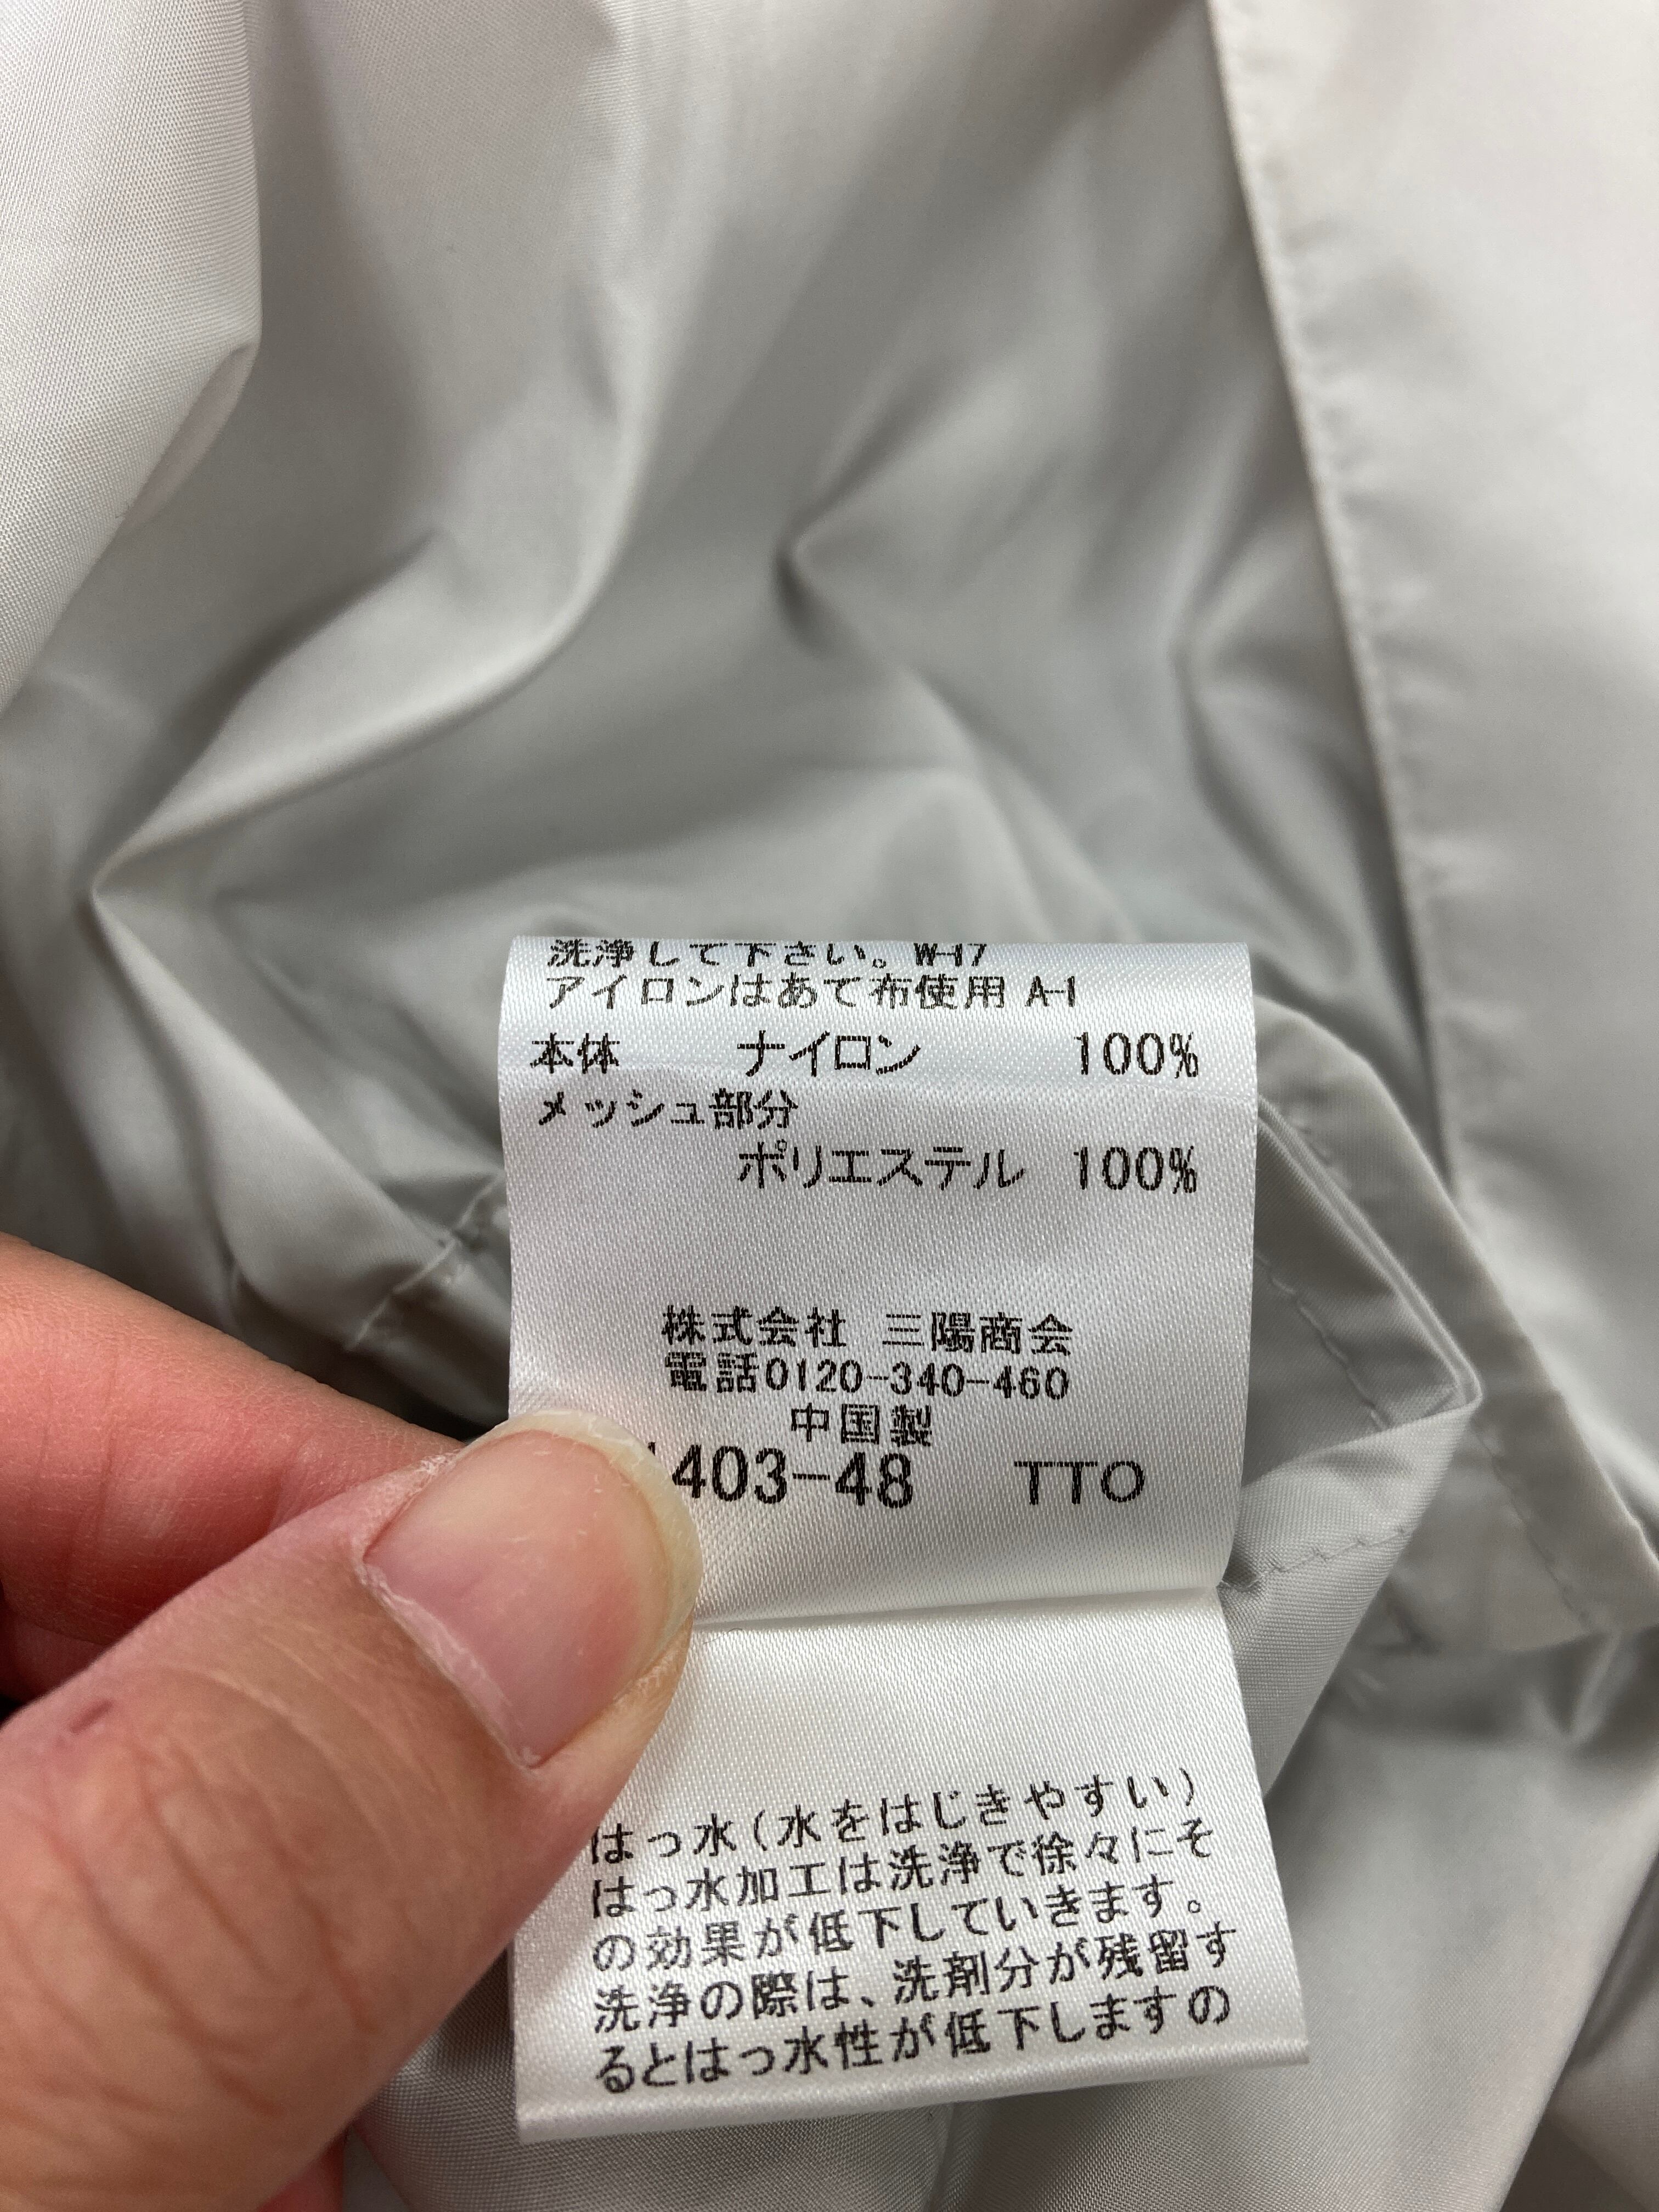 洗浄して下さい。W-17
アイロンはあて布使用 A-1
本体 ナイロン 100%
メッシュ部分
ポリエステル 100%
株式会社 三陽商会
電話0120-340-460
中国製
403-48 TTO
はっ水(水をはじきやすい)
はっ水加工は洗浄で徐々にそ
の効果が低下していきます。
洗浄の際は、洗剤分が残留す
るとはっ水性が低下しますの